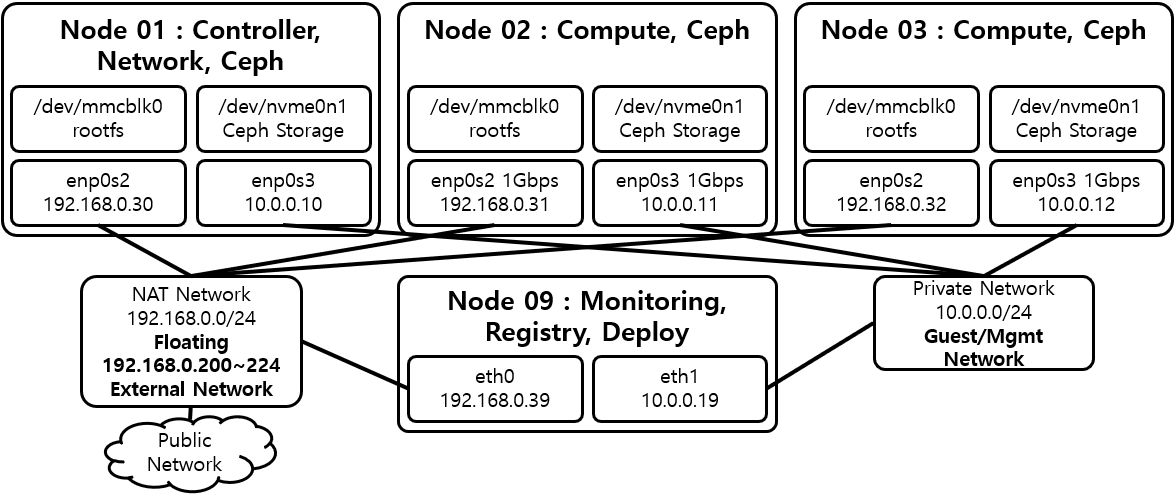 Node 01 : Controller,
Network, Ceph
/dev/mmcblk0
rootfs
/dev/nvme0n1
Ceph Storage
enp0s2
192.168.0.30
enp0s3
10.0.0.10
Node 02 : Compute, Ceph
/dev/mmcblk0
rootfs
/dev/nvme0n1
Ceph Storage
enp0s2 1Gbps
192.168.0.31
enp0s3 1Gbps
10.0.0.11
Node 03 : Compute, Ceph
/dev/mmcblk0
rootfs
/dev/nvme0n1
Ceph Storage
enp0s2
192.168.0.32
enp0s3 1Gbps
10.0.0.12
NAT Network
192.168.0.0/24
Floating
192.168.0.200~224
External Network
Public
Network
Node 09 : Monitoring,
Registry, Deploy
eth0
192.168.0.39
eth1
10.0.0.19
Private Network
10.0.0.0/24
Guest/Mgmt
Network